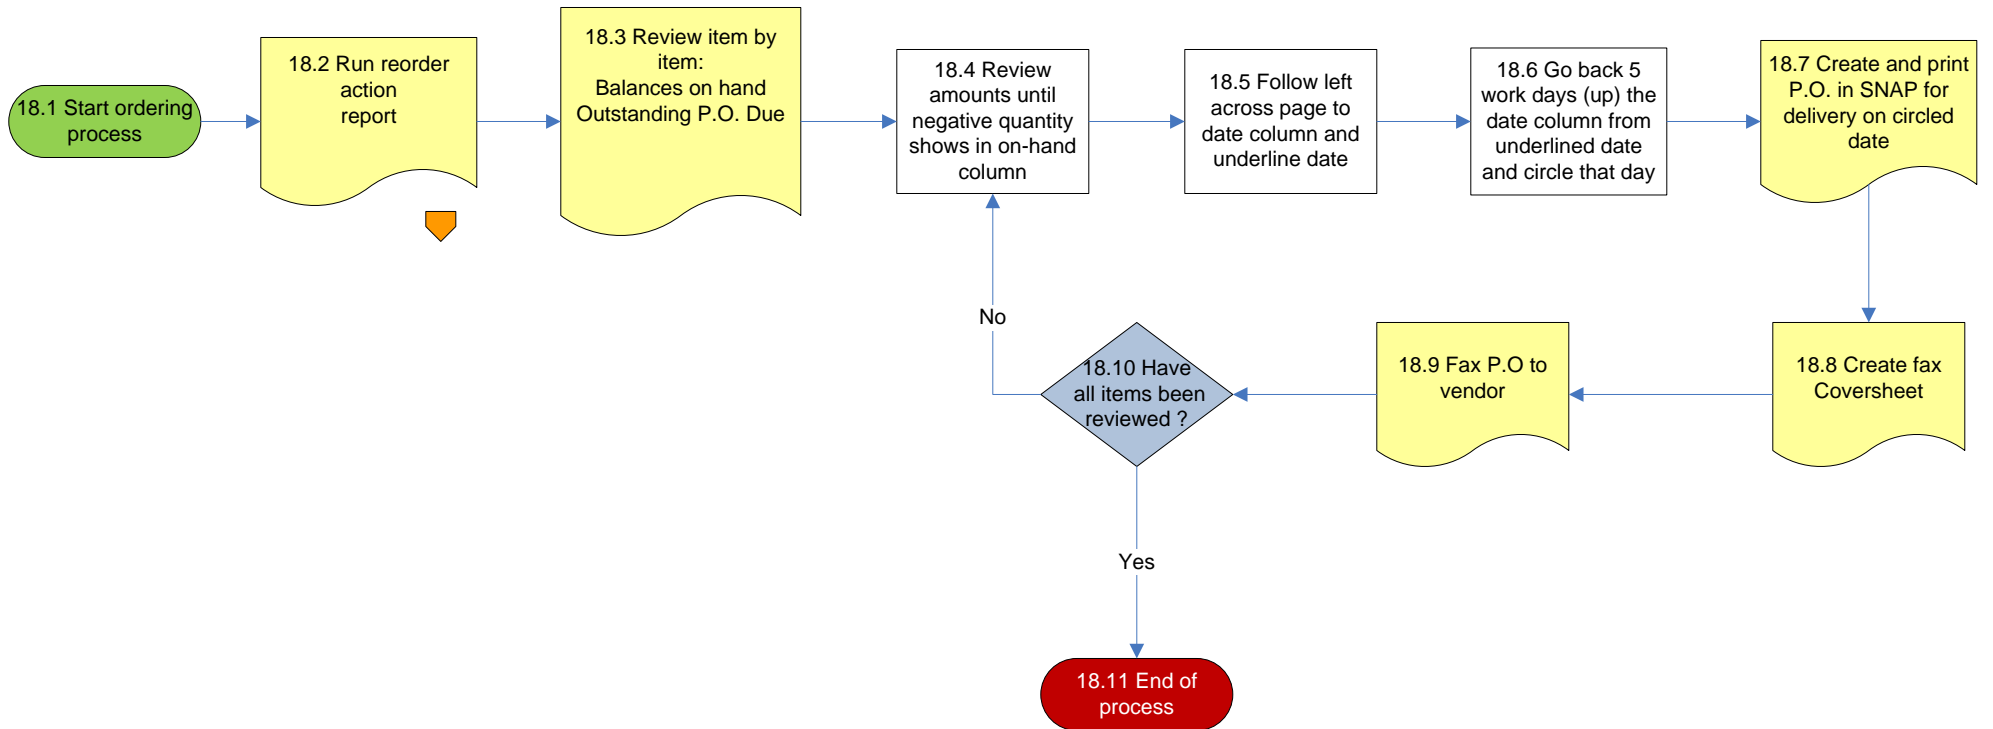 18.1 Start ordering
process
18.2 Run reorder
action
report
18.3 Review item by
item:
Balances on hand
Outstanding P.O. Due
18.4 Review
amounts until
negative quantity
shows in on-hand
column
18.5 Follow left
across page to
date column and
underline date
18.6 Go back 5
work days (up) the
date column from
underlined date
and circle that day
18.7 Create and print
P.O. in SNAP for
delivery on circled
date
18.8 Create fax
Coversheet
18.9 Fax P.O to
vendor
18.10 Have
all items been
reviewed ?
No
Yes
18.11 End of
process